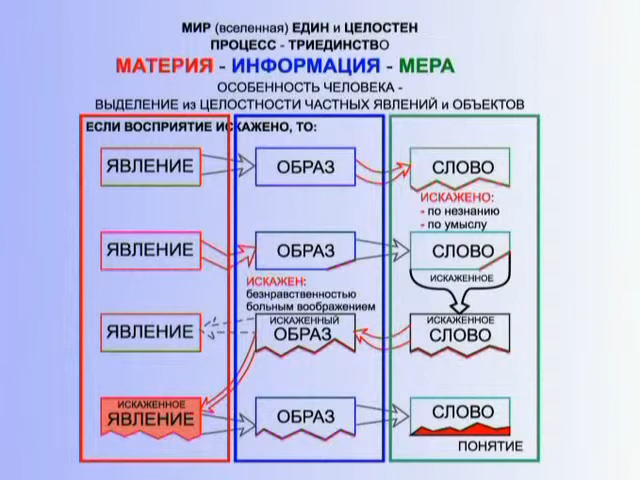 МИР (вселенная) ЕДИН и ЦЕЛОСТЕН
ПРОЦЕСС - ТРИЕДИНСТВО
МАТЕРИЯ - ИНФОРМАЦИЯ - МЕРА
ОСОБЕННОСТЬ ЧЕЛОВЕКА -
ВЫДЕЛЕНИЕ из ЦЕЛОСТНОСТИ ЧАСТНЫХ ЯВЛЕНИЙ и ОБЪЕКТОВ
ЕСЛИ ВОСПРИЯТИЕ ИСКАЖЕНО, ТО:
ЯВЛЕНИЕ ОБРАЗ СЛОВО
ИСКАЖЕНО:
- по незнанию
- по умыслу
ЯВЛЕНИЕ ОБРАЗ СЛОВО
ИСКАЖЕН:
безнравственностью
больным воображением
ИСКАЖЕННОЕ
ЯВЛЕНИЕ
ИСКАЖЕННЫЙ
ОБРАЗ
ИСКАЖЕННОЕ
СЛОВО
ИСКАЖЕННОЕ
ЯВЛЕНИЕ
ОБРАЗ
СЛОВО
ПОНЯТИЕ